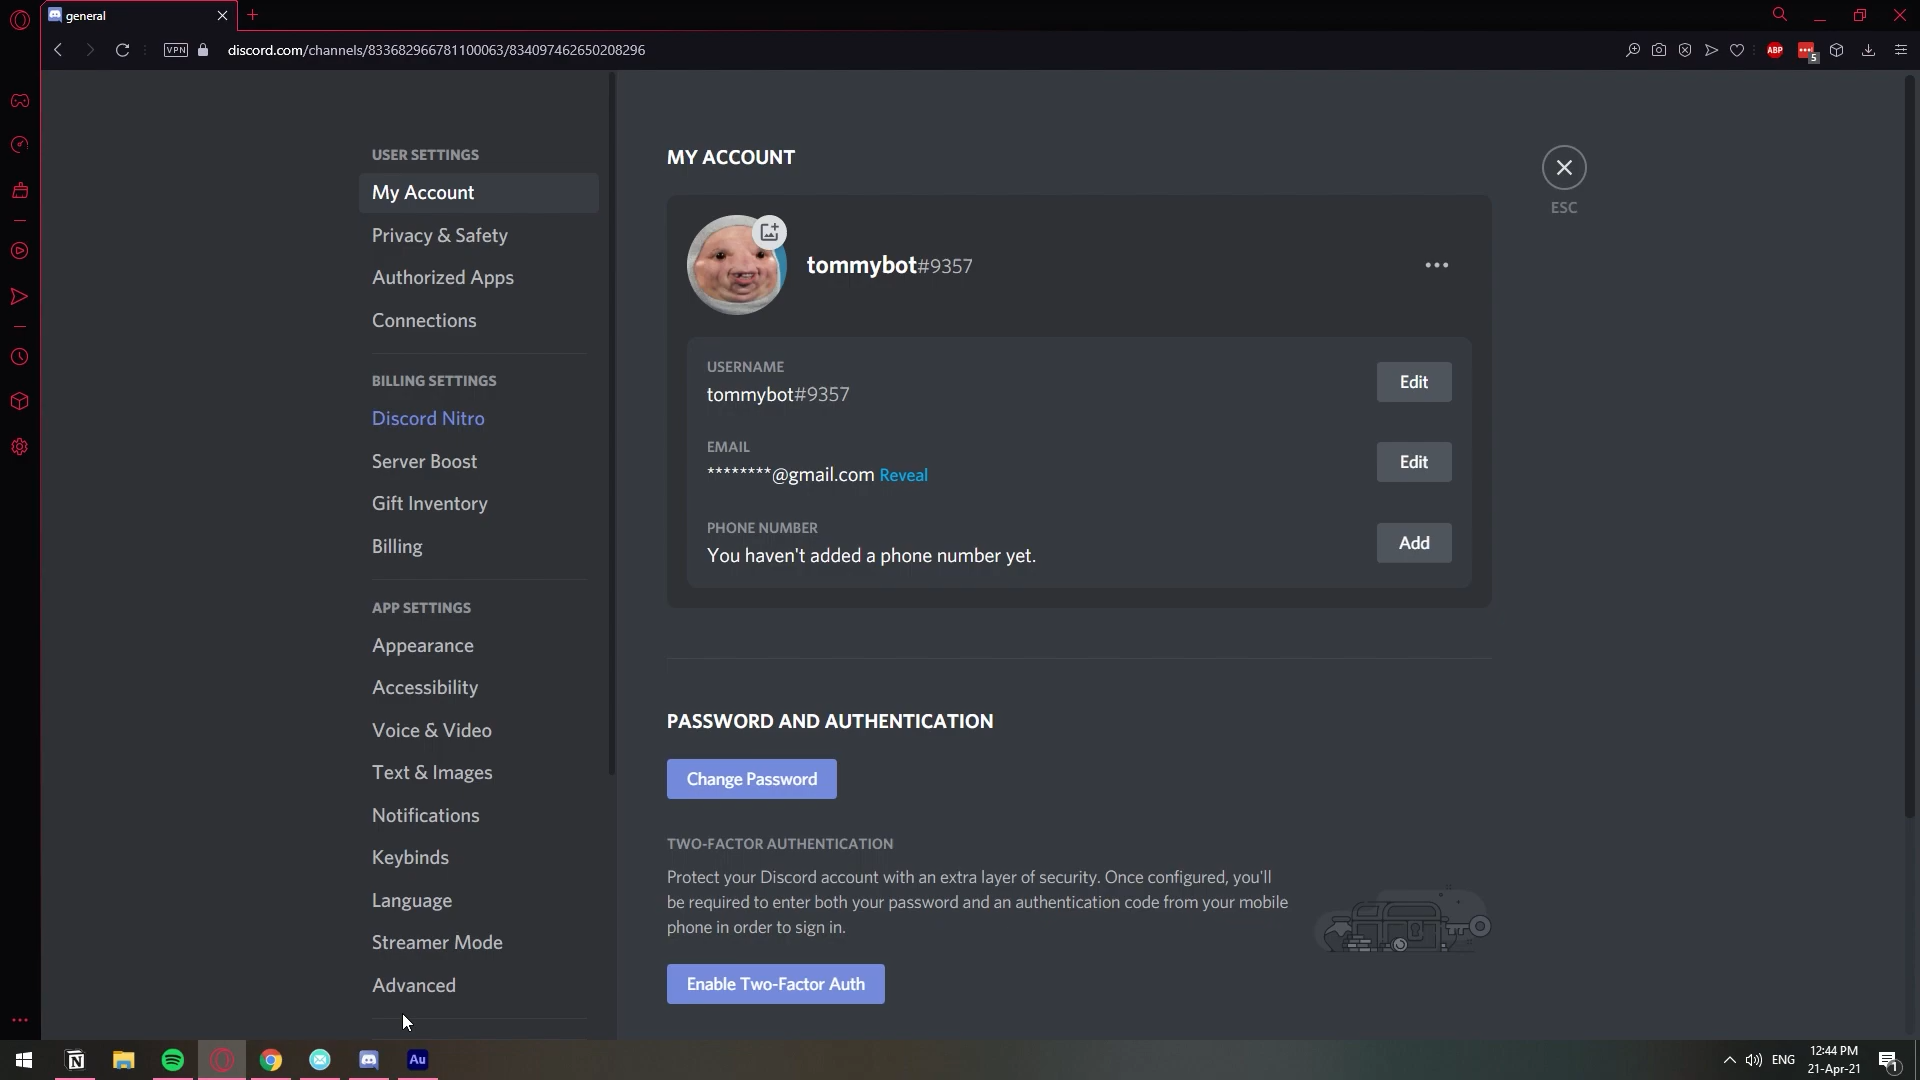 general
VPN
discord.com/channels/833682966781100063/834097462650208296
ABP
5
USER SETTINGS
My Account
Privacy & Safety
Authorized Apps
Connections
BILLING SETTINGS
Discord Nitro
Server Boost
Gift Inventory
Billing
APP SETTINGS
Appearance
Accessibility
Voice & Video
Text & Images
Notifications
Keybinds
Language
Streamer Mode
Advanced
MY ACCOUNT
ESC
tommybot#9357
USERNAME
tommybot#9357
Edit
EMAIL
********@gmail.com Reveal
Edit
PHONE NUMBER
You haven't added a phone number yet.
Add
PASSWORD AND AUTHENTICATION
Change Password
TWO-FACTOR AUTHENTICATION
Protect your Discord account with an extra layer of security. Once configured, you'll
be required to enter both your password and an authentication code from your mobile
phone in order to sign in.
Enable Two-Factor Auth
Au
ENG
12:44 PM
21-Apr-21
1